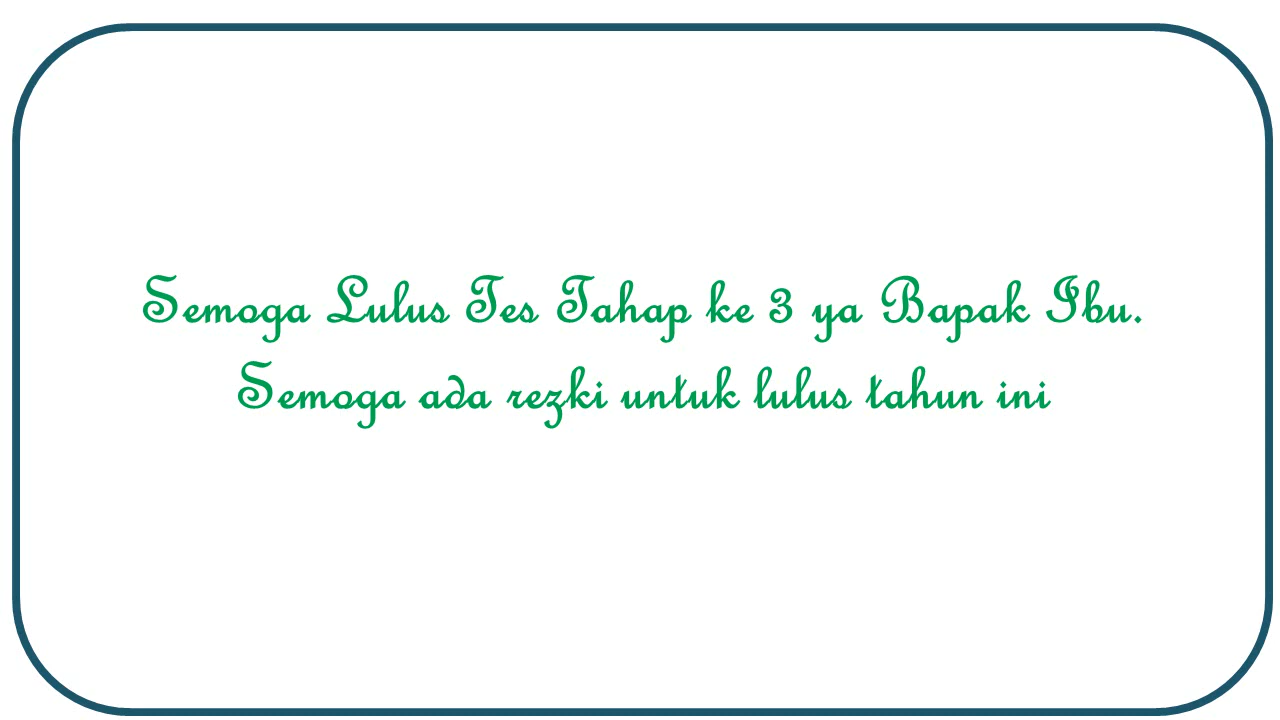 Semoga Lulus Tes Tahap ke 3 ya Bapak Ibu.
Semoga ada rezki untuk lulus tahun ini